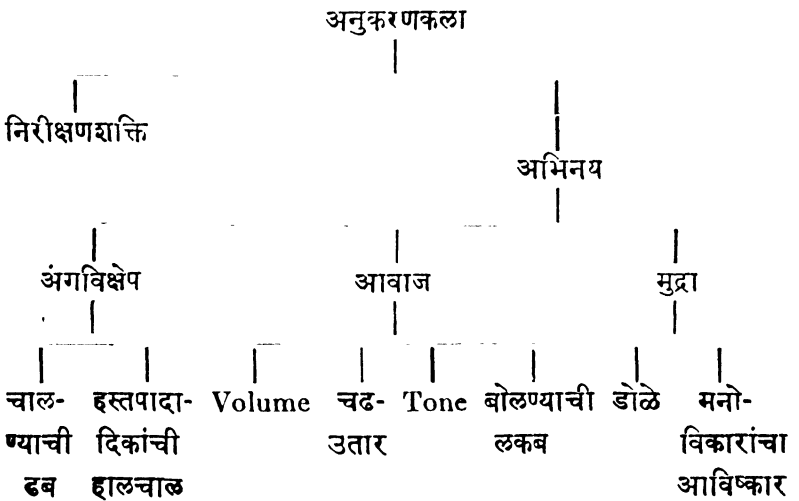 अनुकरणकला
निरीक्षणशक्ति
अभिनय
अंगविक्षेप आवाज मुद्रा
चाल- हस्तपादा- Volume चढ- Tone बोलण्याची डोळे मनो-
ण्याची दिकांची उतार लकब विकारांचा
ढब हालचाळ आविष्कार